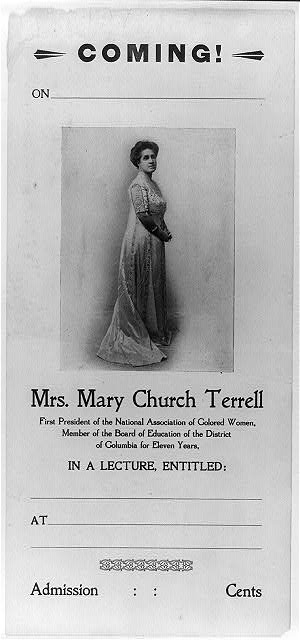 COMING!
ON
Mrs. Mary Church Terrell
First President of the National Association of Colored Women,
Member of the Board of Education of the District
of Columbia for Eleven Years,
IN A LECTURE, ENTITLED:
AT
Admission : : Cents